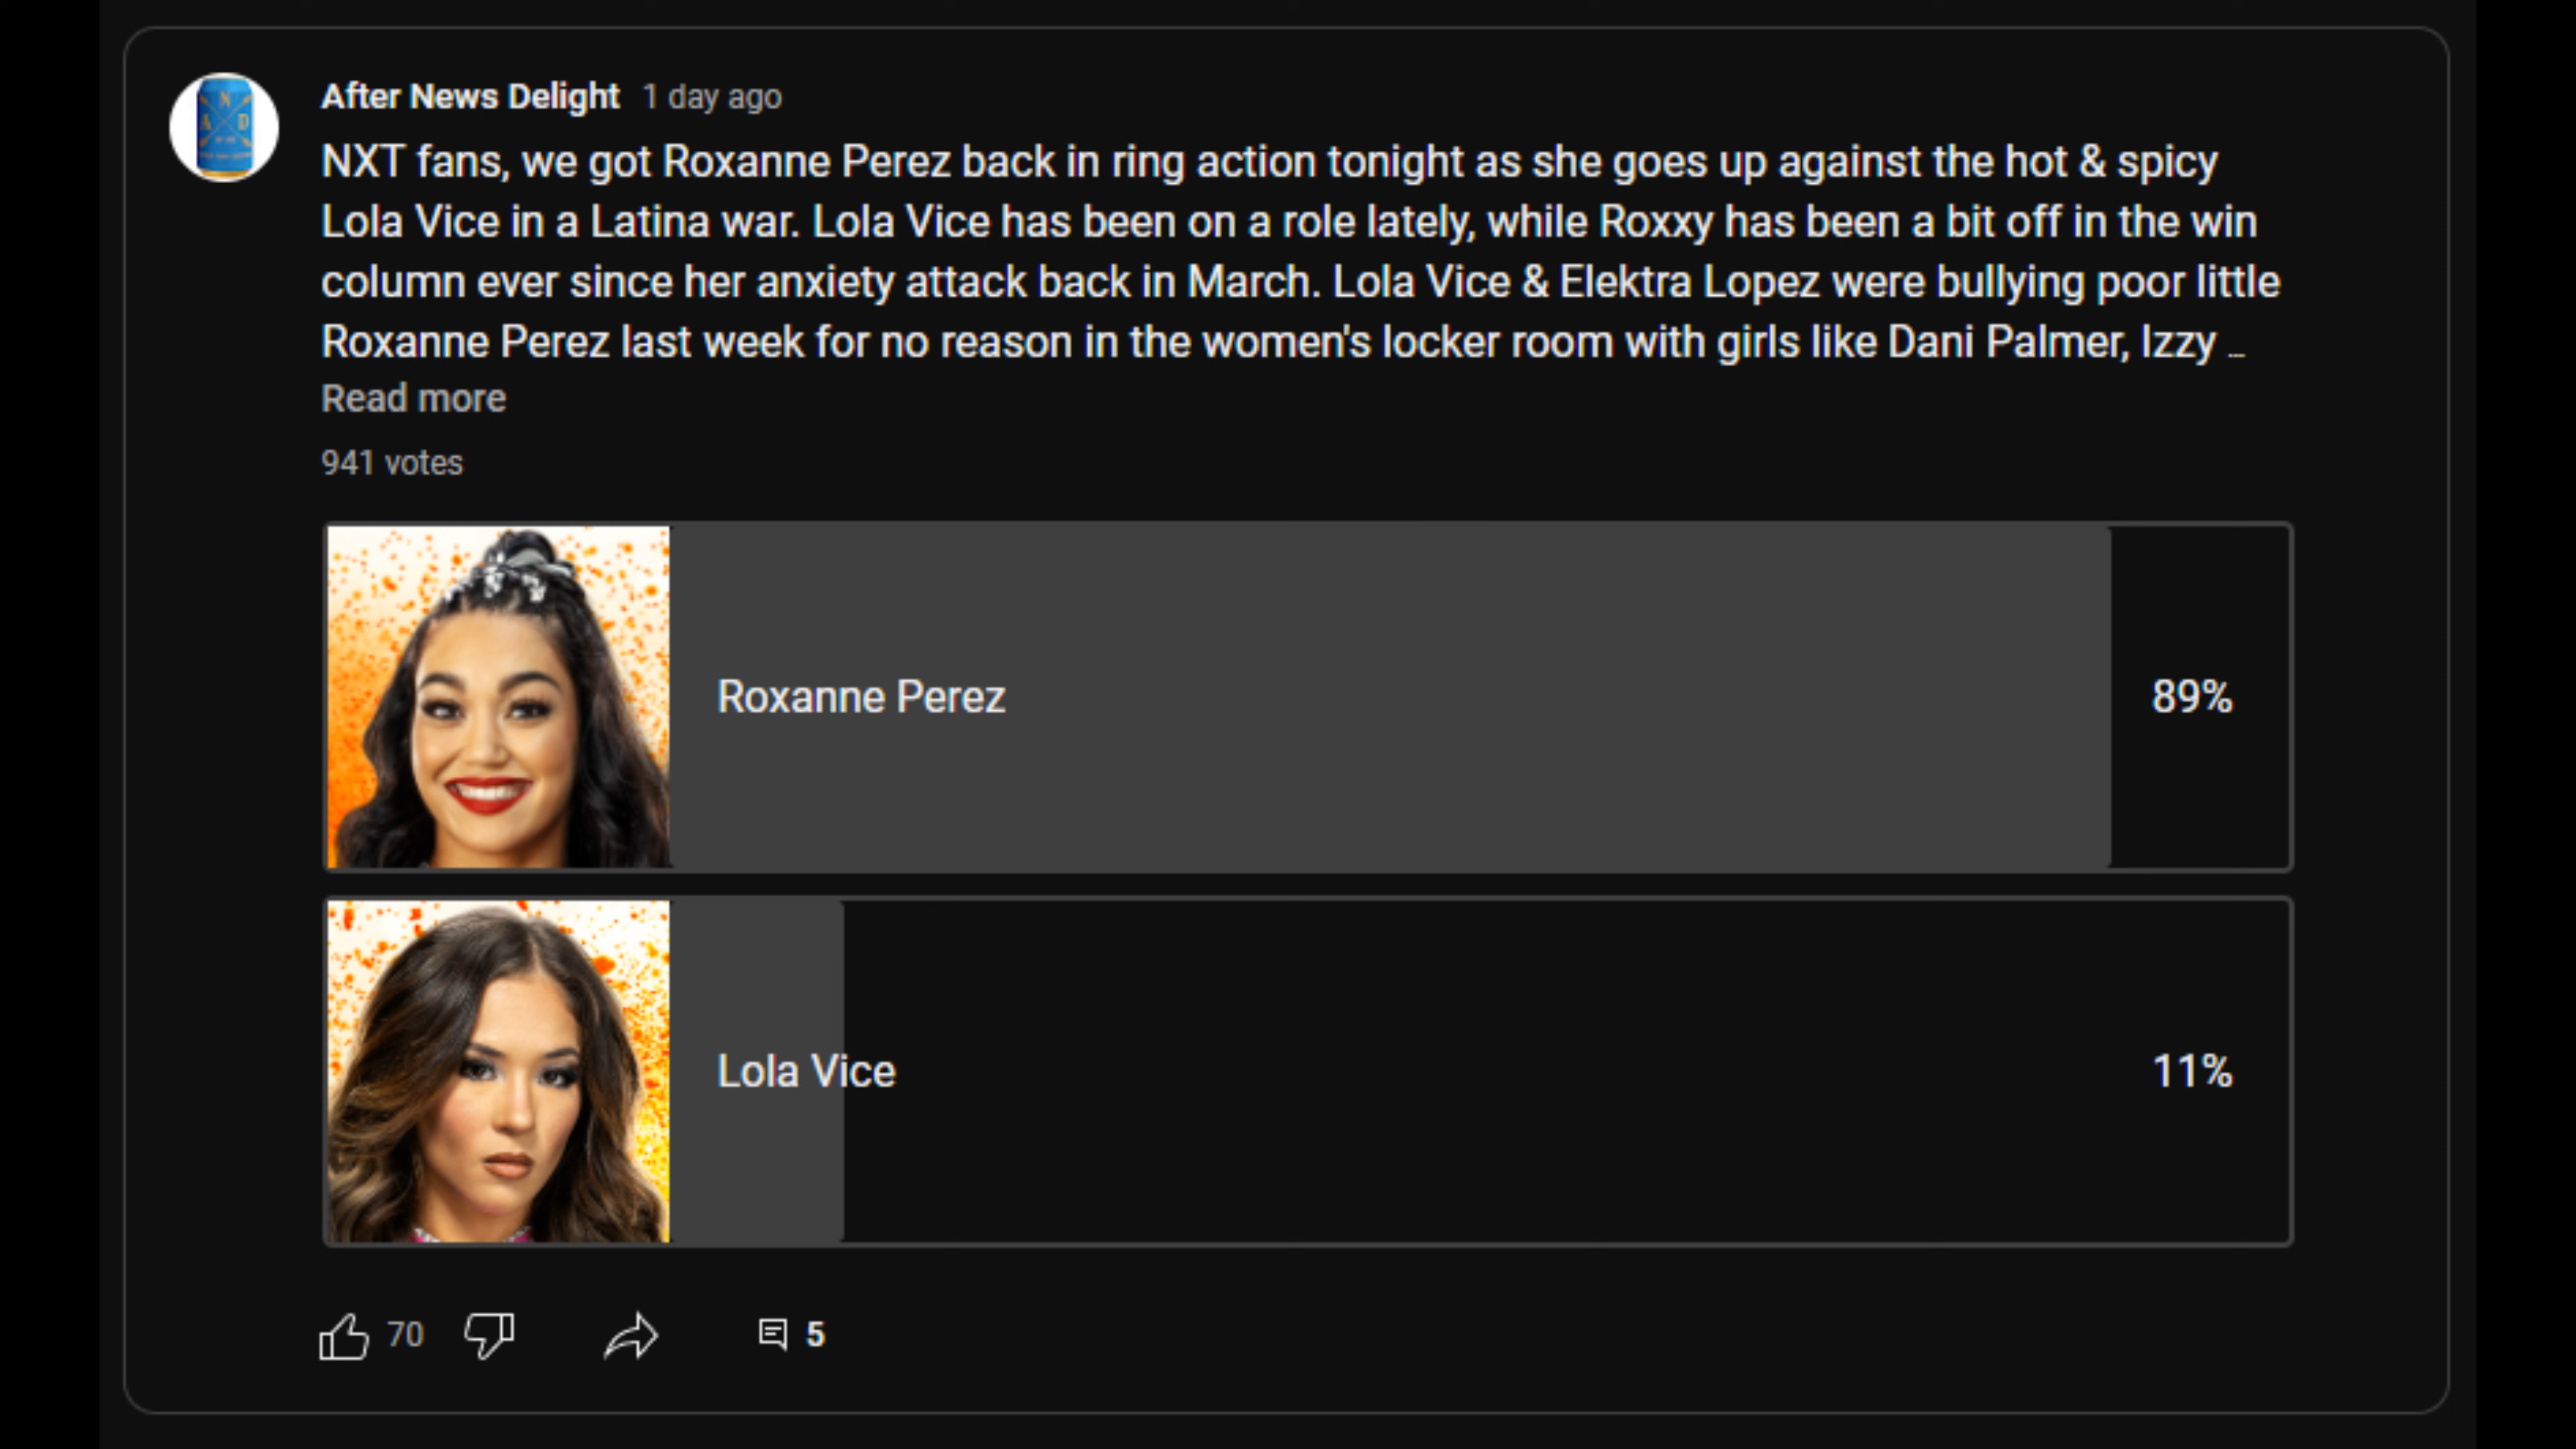 After News Delight 1 day ago
NXT fans, we got Roxanne Perez back in ring action tonight as she goes up against the hot & spicy
Lola Vice in a Latina war. Lola Vice has been on a role lately, while Roxxy has been a bit off in the win
column ever since her anxiety attack back in March. Lola Vice & Elektra Lopez were bullying poor little
Roxanne Perez last week for no reason in the women's locker room with girls like Dani Palmer, Izzy ...
Read more
941 votes
Roxanne Perez 89%
Lola Vice 11%
70 5
N
A D